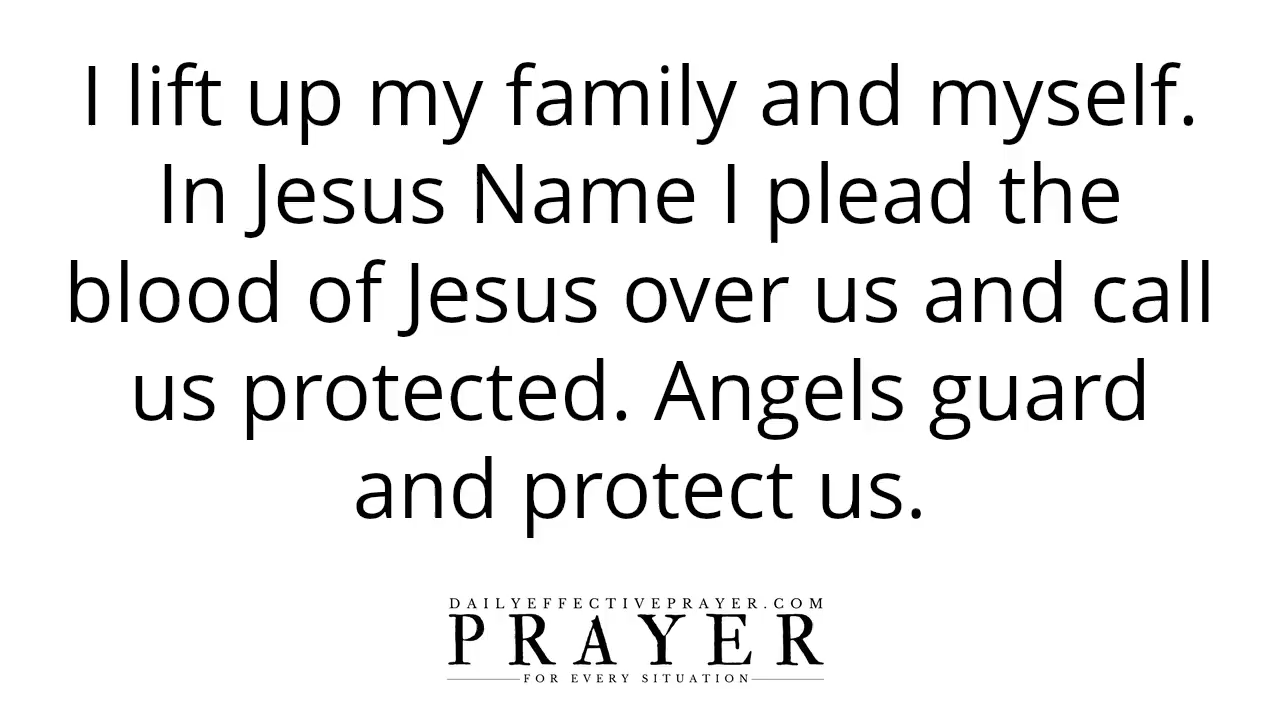 I lift up my family and myself.
In Jesus Name I plead the
blood of Jesus over us and call
us protected. Angels guard
and protect us.
DAILYEFFECTIVEPRAYER.COM
PRAYER
FOR EVERY SITUATION